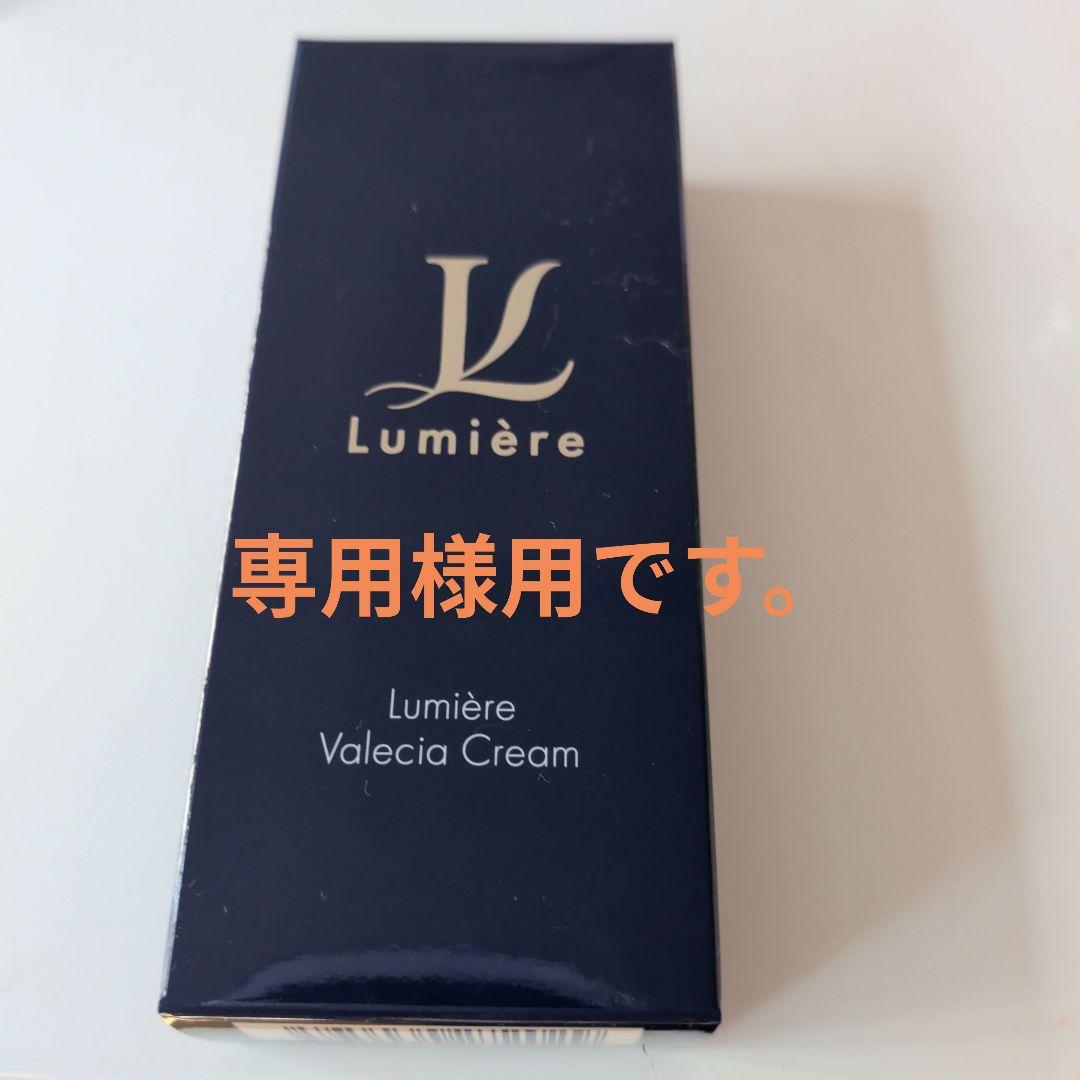 Lumière
専用様用です。
Lumière
Valecia Cream